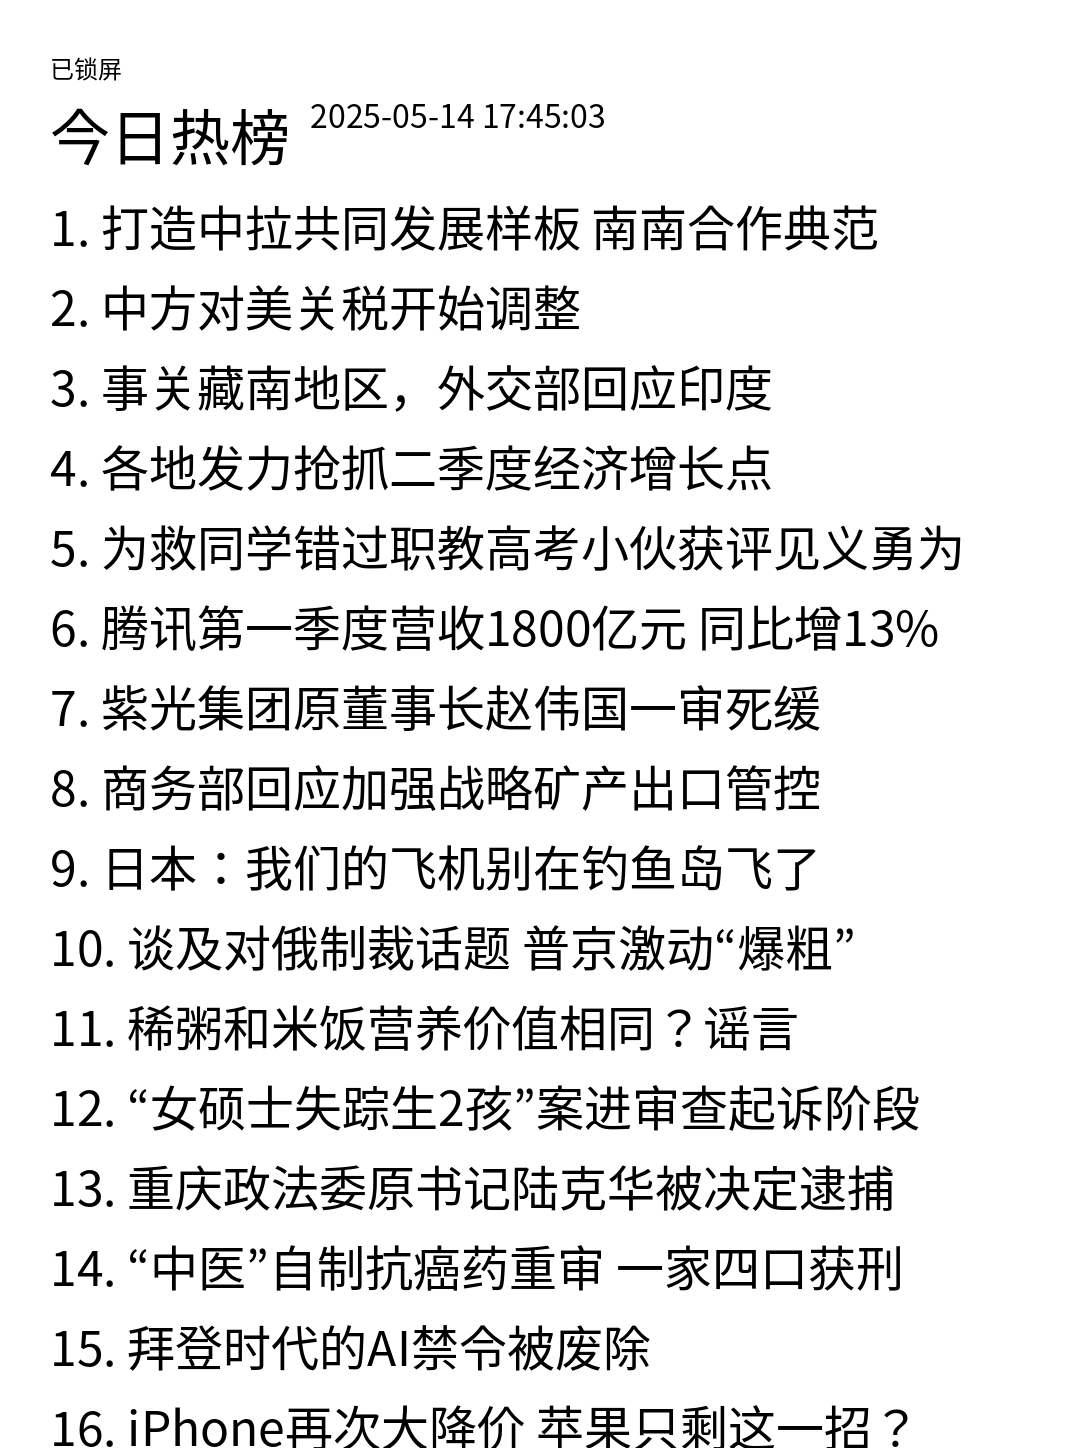 已锁屏
今日热榜 2025-05-14 17:45:03
1. 打造中拉共同发展样板 南南合作典范
2. 中方对美关税开始调整
3. 事关藏南地区，外交部回应印度
4. 各地发力抢抓二季度经济增长点
5. 为救同学错过职教高考小伙获评见义勇为
6. 腾讯第一季度营收1800亿元 同比增13%
7. 紫光集团原董事长赵伟国一审死缓
8. 商务部回应加强战略矿产出口管控
9. 日本：我们的飞机别在钓鱼岛飞了
10. 谈及对俄制裁话题 普京激动“爆粗”
11. 稀粥和米饭营养价值相同？谣言
12. “女硕士失踪生2孩”案进审查起诉阶段
13. 重庆政法委原书记陆克华被决定逮捕
14. “中医”自制抗癌药重审 一家四口获刑
15. 拜登时代的AI禁令被废除
16. iPhone再次大降价 苹果只剩这一招？